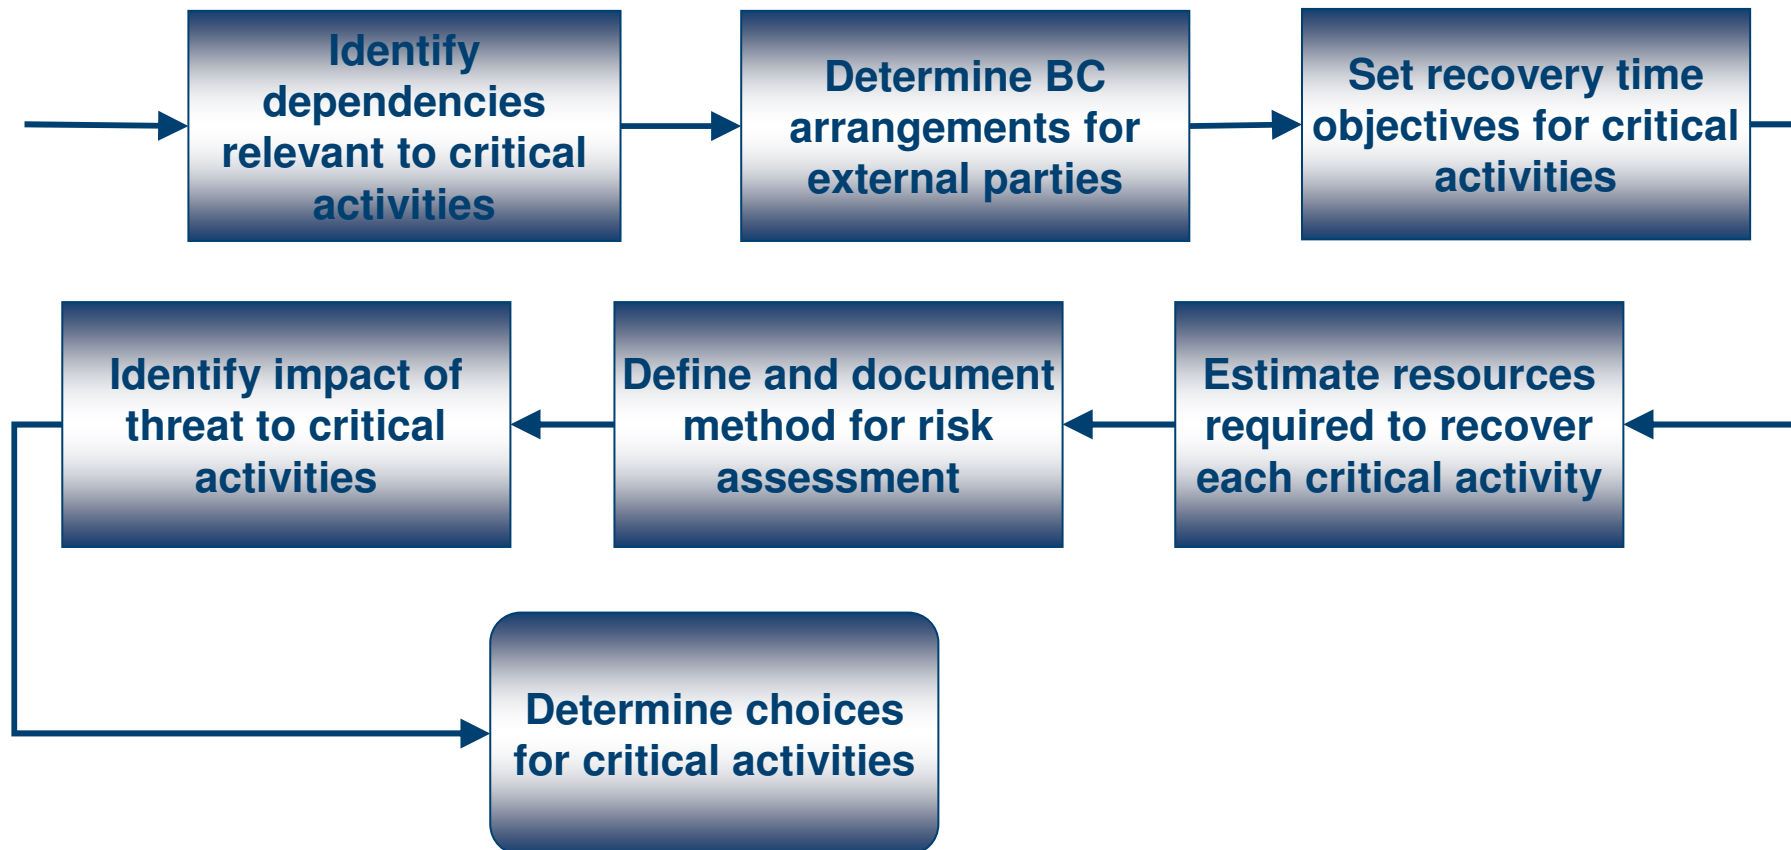 Identify
dependencies
relevant to critical
activities
Determine BC
arrangements for
external parties
Set recovery time
objectives for critical
activities
Estimate resources
required to recover
each critical activity
Define and document
method for risk
assessment
Identify impact of
threat to critical
activities
Determine choices
for critical activities